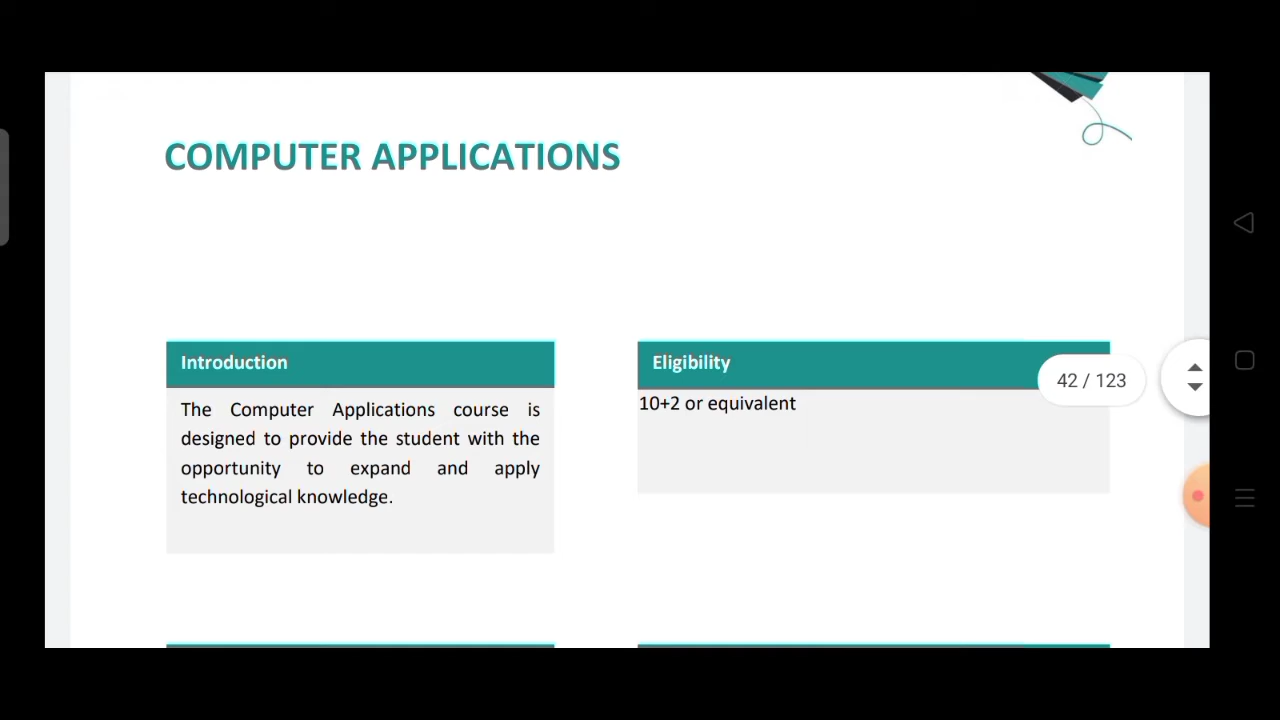 COMPUTER APPLICATIONS
Introduction
The Computer Applications course is
designed to provide the student with the
opportunity to expand and apply
technological knowledge.
Eligibility
10+2 or equivalent
42 / 123